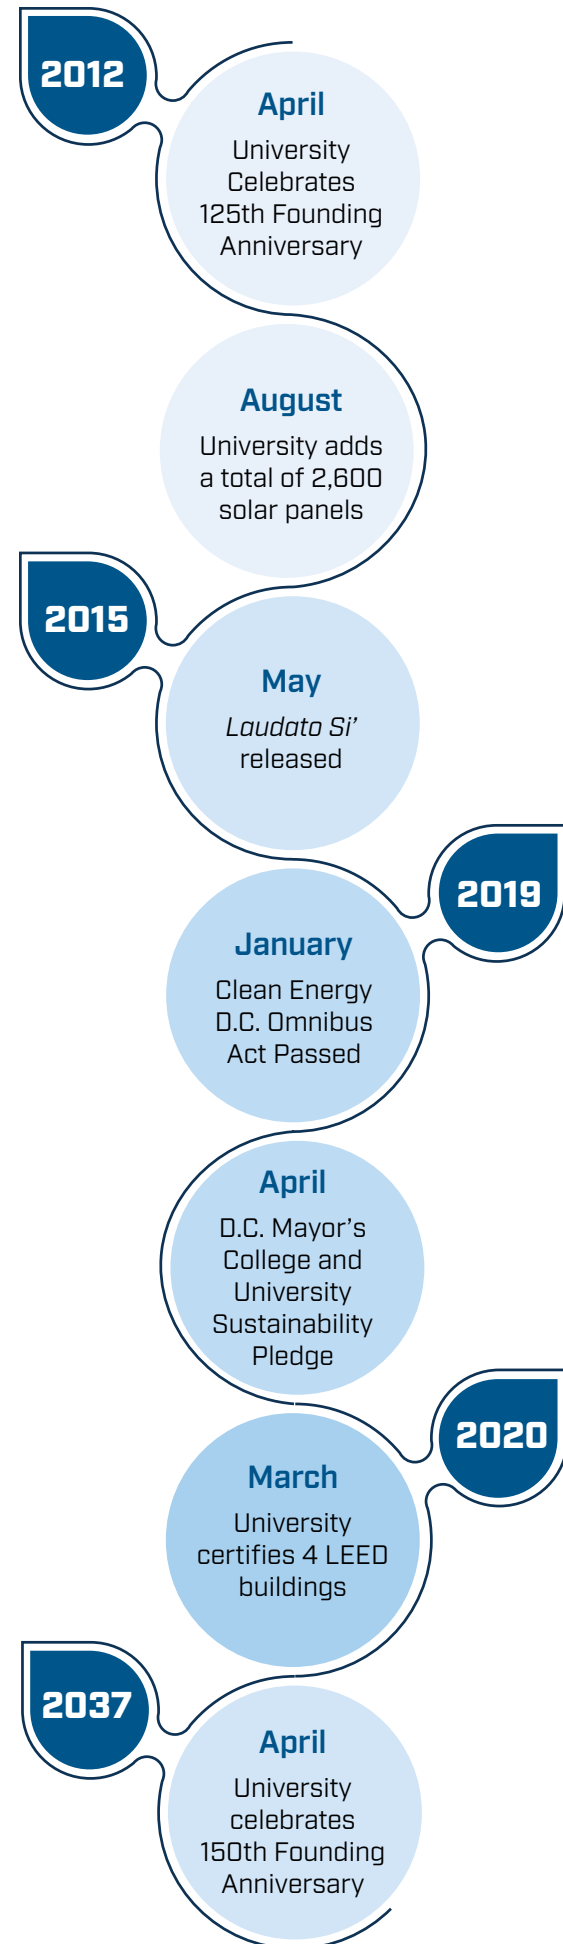 2012
April
University
Celebrates
125th Founding
Anniversary
August
University adds
a total of 2,600
solar panels
2015
May
Laudato Si’
released
2019
January
Clean Energy
D.C. Omnibus
Act Passed
April
D.C. Mayor’s
College and
University
Sustainability
Pledge
2020
March
University
certifies 4 LEED
buildings
2037
April
University
celebrates
150th Founding
Anniversary